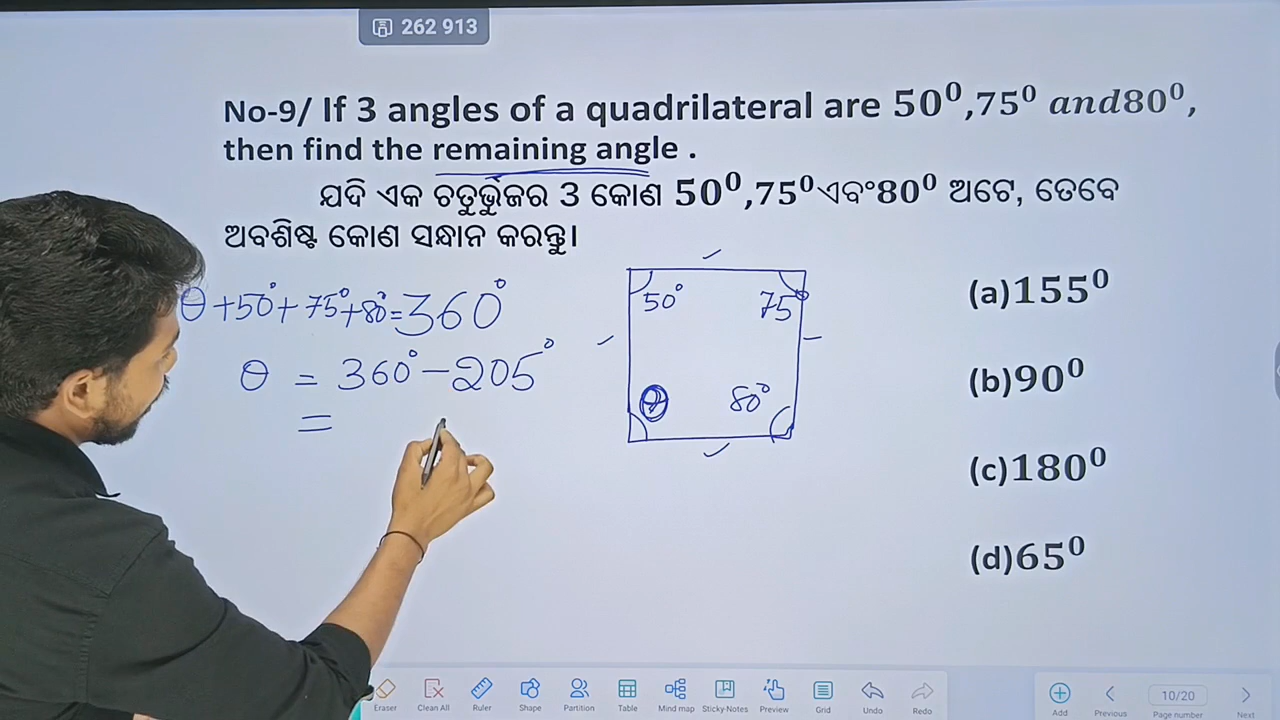 262 913
No-9/ If 3 angles of a quadrilateral are 50⁰,75⁰ and80⁰,
then find the remaining angle .
ଯଦି ଏକ ଚତୁର୍ଭୁଜର 3 କୋଣ 50⁰,75⁰ଏବଂ80⁰ ଅଟେ, ତେବେ
ଅବଶିଷ୍ଟ କୋଣ ସନ୍ଧାନ କରନ୍ତୁ।
θ+50°+75°+80°=360°
θ = 360°-205°
=
50° 75°
θ 80°
(a)155⁰
(b)90⁰
(c)180⁰
(d)65⁰
Eraser Clean All Ruler Shape Partition Table Mind map Sticky-Notes Preview Grid Undo Redo
Add Previous 10/20 Page number Next